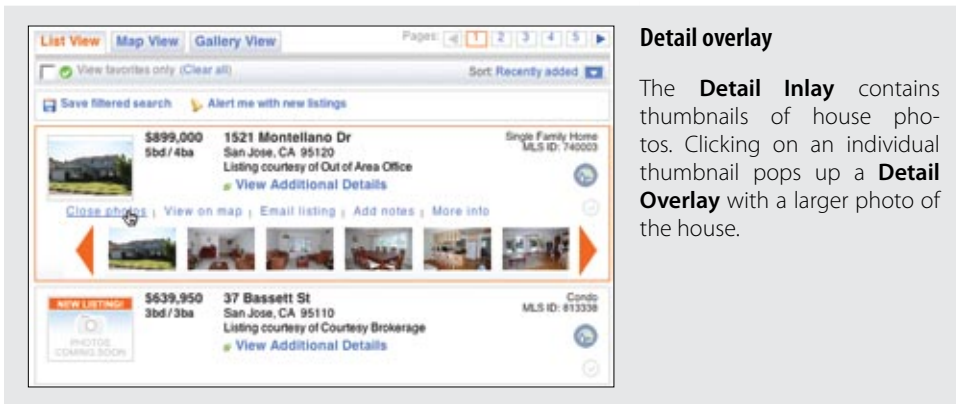 List View Map View Gallery View Pages: 1 2 3 4 5
View favorites only (Clear all) Sort: Recently added
Save filtered search Alert me with new listings
$899,000 1521 Montellano Dr Single Family Home
5bd / 4ba San Jose, CA 95120 MLS ID: 740003
Listing courtesy of Out of Area Office
View Additional Details
Close photos | View on map | Email listing | Add notes | More info
NEW LISTING! $639,950 37 Bassett St Condo
3bd / 3ba San Jose, CA 95110 MLS ID: 813338
Listing courtesy of Courtesy Brokerage
PHOTOS
COMING SOON
View Additional Details
Detail overlay
The Detail Inlay contains
thumbnails of house pho-
tos. Clicking on an individual
thumbnail pops up a Detail
Overlay with a larger photo of
the house.